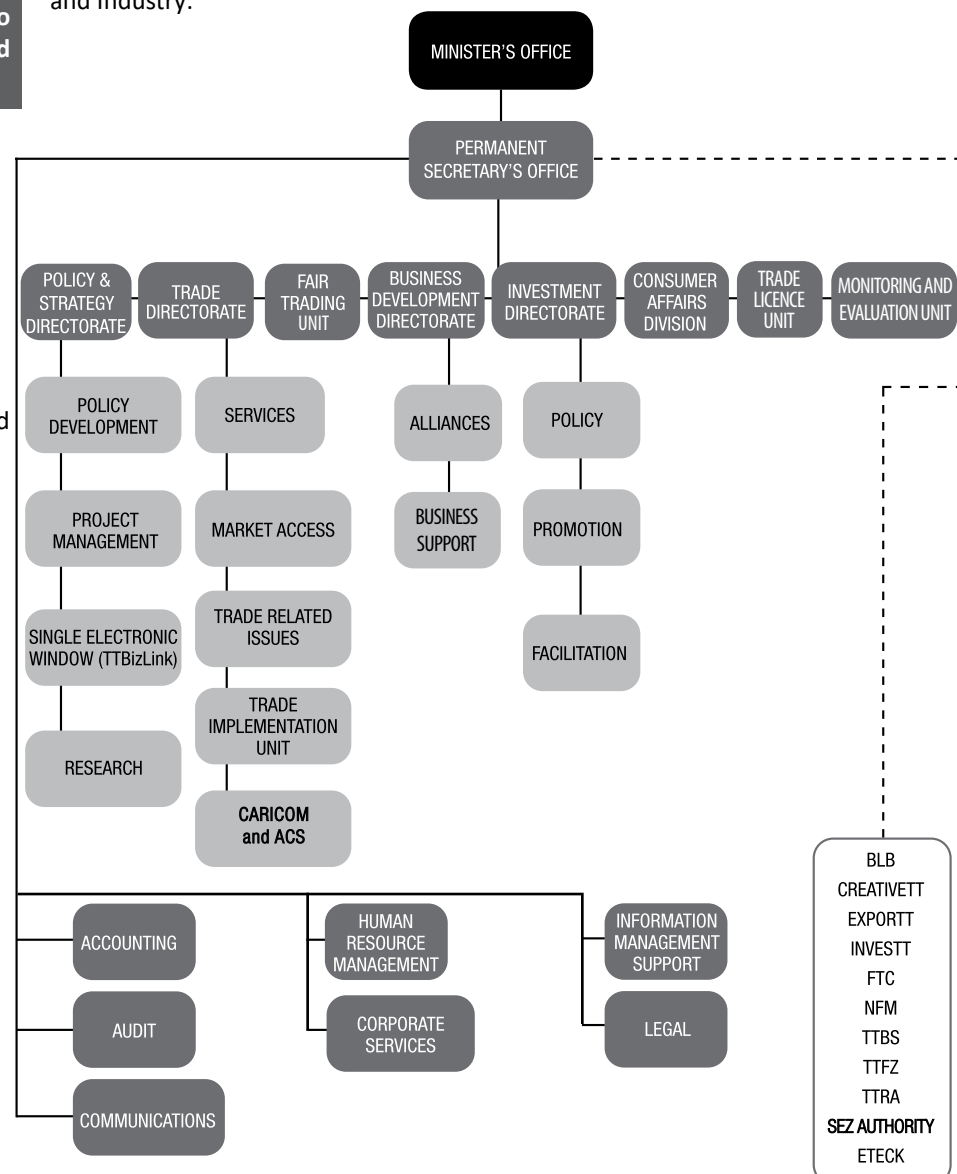 and Industry.
o
d
MINISTER'S OFFICE
PERMANENT
SECRETARY'S OFFICE
POLICY &
STRATEGY
DIRECTORATE
TRADE
DIRECTORATE
FAIR
TRADING
UNIT
BUSINESS
DEVELOPMENT
DIRECTORATE
INVESTMENT
DIRECTORATE
CONSUMER
AFFAIRS
DIVISION
TRADE
LICENCE
UNIT
MONITORING AND
EVALUATION UNIT
d
POLICY
DEVELOPMENT
PROJECT
MANAGEMENT
SINGLE ELECTRONIC
WINDOW (TTBizLink)
RESEARCH
SERVICES
MARKET ACCESS
TRADE RELATED
ISSUES
TRADE
IMPLEMENTATION
UNIT
CARICOM
and ACS
ALLIANCES
BUSINESS
SUPPORT
POLICY
PROMOTION
FACILITATION
ACCOUNTING
AUDIT
COMMUNICATIONS
HUMAN
RESOURCE
MANAGEMENT
CORPORATE
SERVICES
INFORMATION
MANAGEMENT
SUPPORT
LEGAL
BLB
CREATIVETT
EXPORTT
INVESTT
FTC
NFM
TTBS
TTFZ
TTRA
SEZ AUTHORITY
ETECK